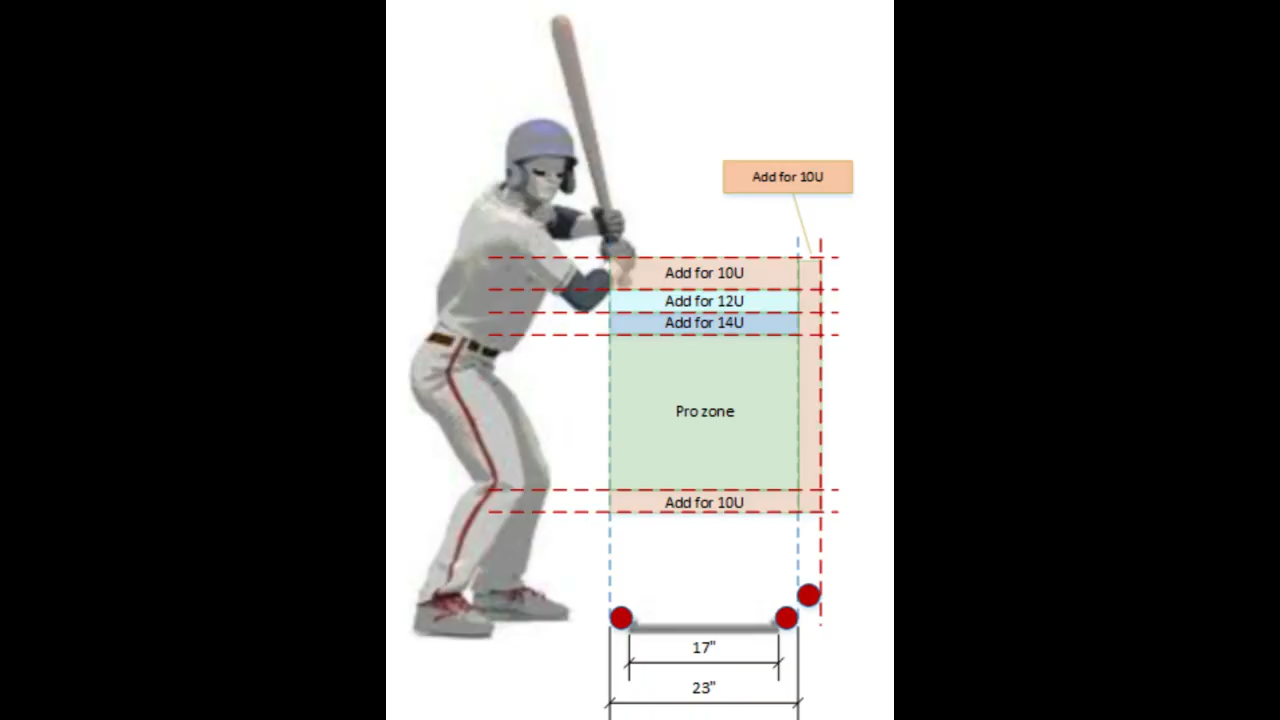 Add for 10U
Add for 10U
Add for 12U
Add for 14U
Pro zone
Add for 10U
17"
23"